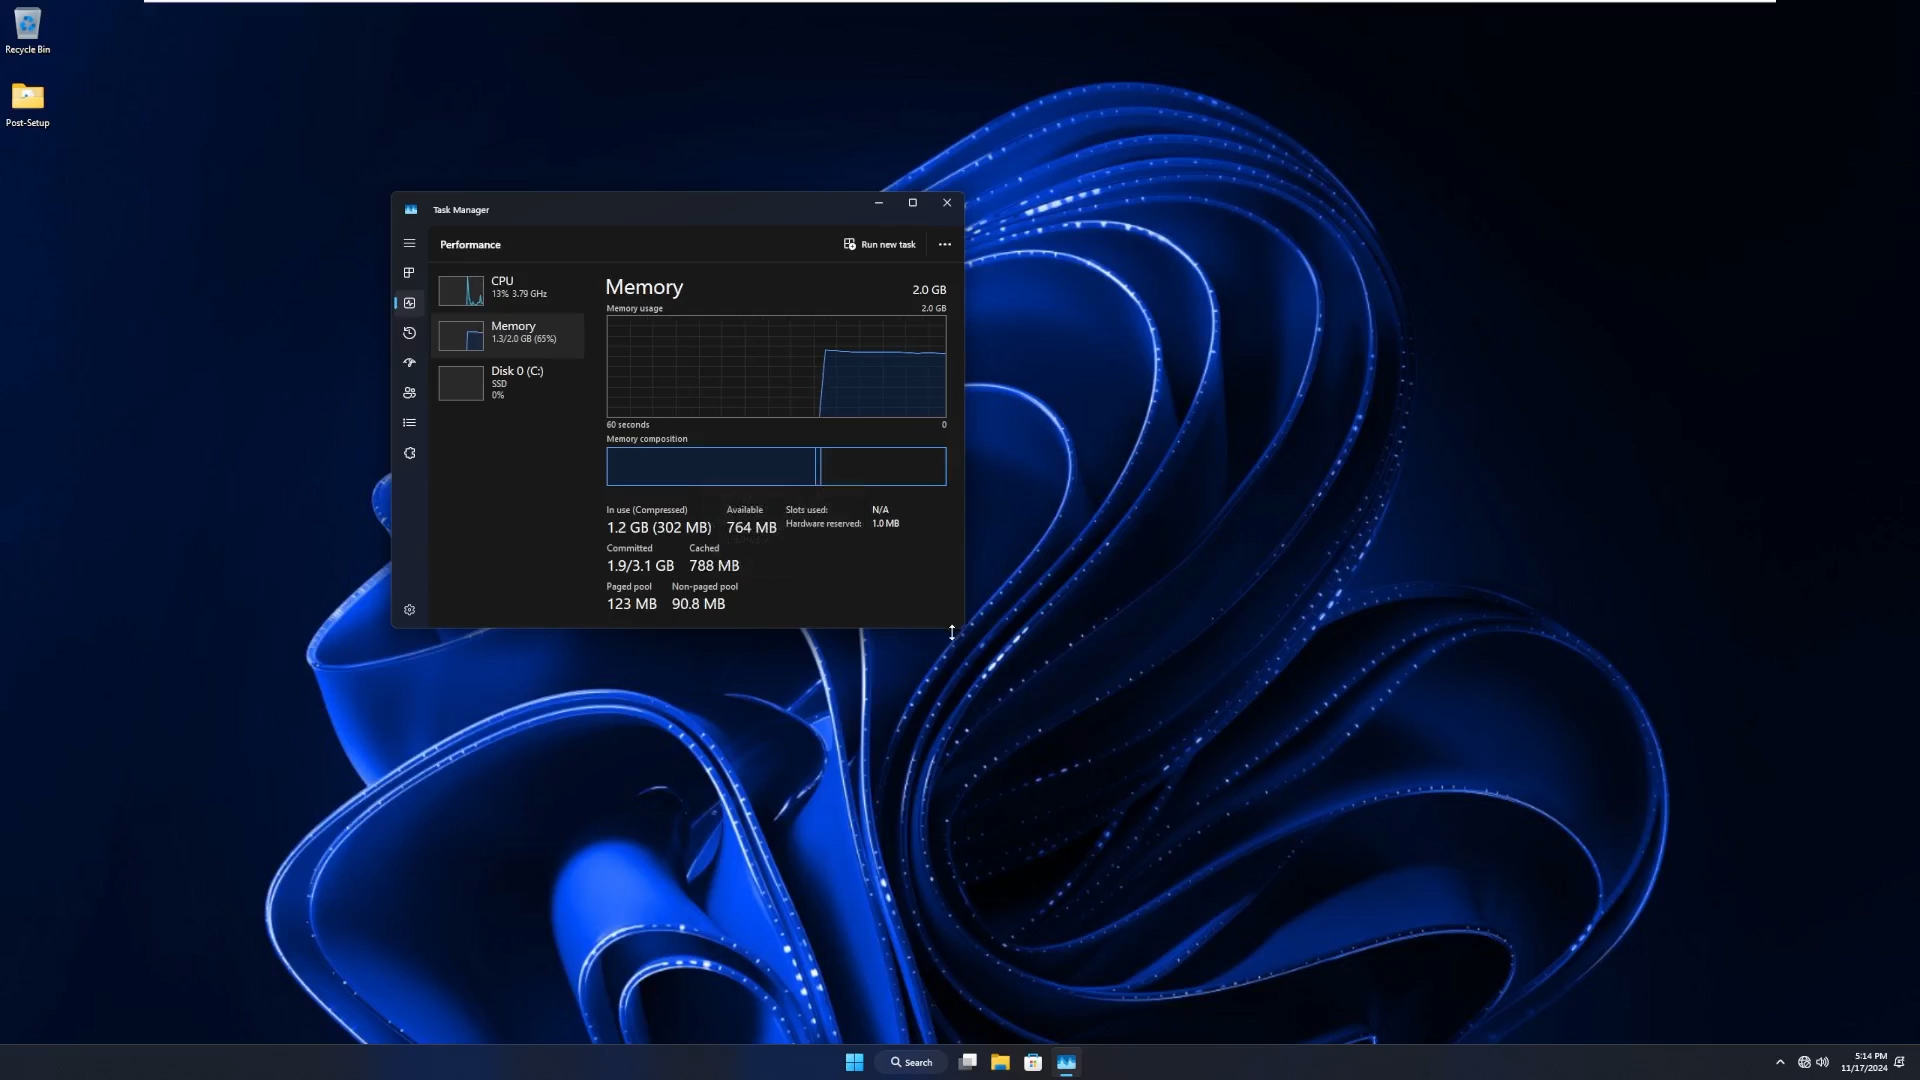 Recycle Bin
Post-Setup
Task Manager
Performance
Run new task
CPU
13% 3.79 GHz
Memory
1.3/2.0 GB (65%)
Disk 0 (C:)
SSD
0%
Memory
2.0 GB
Memory usage
2.0 GB
60 seconds
0
Memory composition
In use (Compressed)
1.2 GB (302 MB)
Available
764 MB
Slots used:
N/A
Hardware reserved:
1.0 MB
Committed
1.9/3.1 GB
Cached
788 MB
Paged pool
123 MB
Non-paged pool
90.8 MB
Search
5:14 PM
11/17/2024